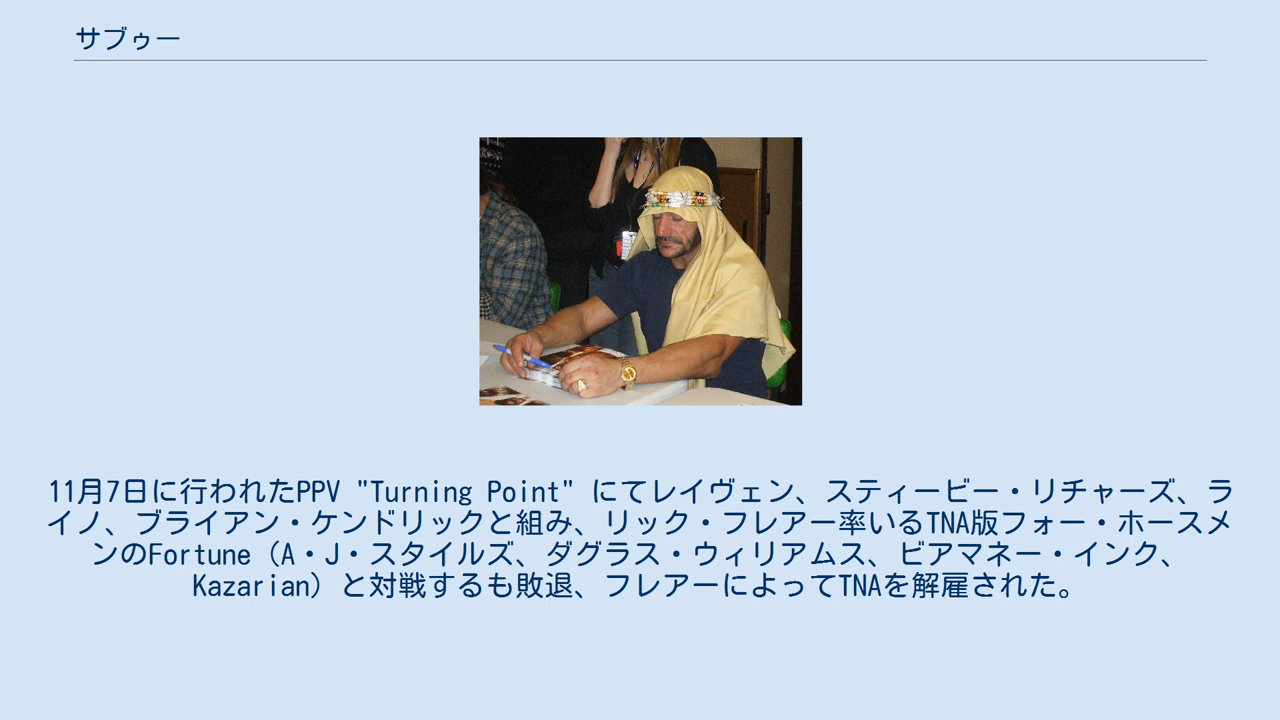 サブゥー
11月7日に行われたPPV "Turning Point" にてレイヴェン、スティービー・リチャーズ、ラ
イノ、ブライアン・ケンドリックと組み、リック・フレアー率いるTNA版フォー・ホースメ
ンのFortune（A・J・スタイルズ、ダグラス・ウィリアムス、ビアマネー・インク、
Kazarian）と対戦するも敗退、フレアーによってTNAを解雇された。